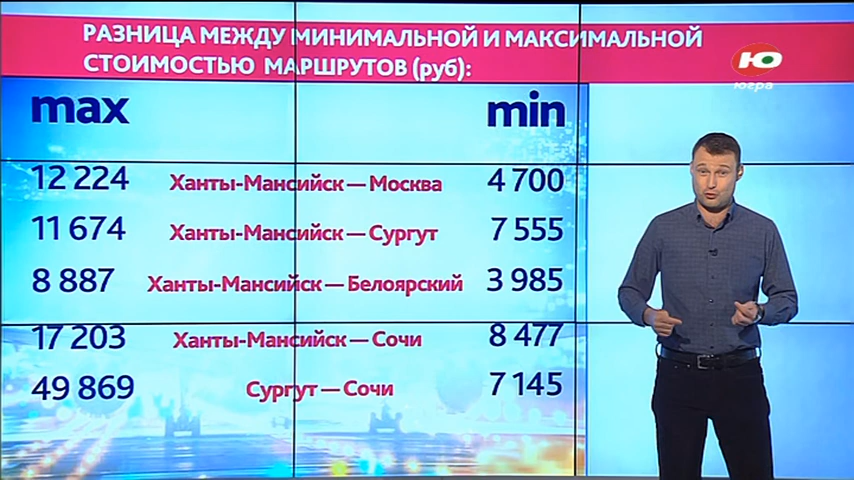 РАЗНИЦА МЕЖДУ МИНИМАЛЬНОЙ И МАКСИМАЛЬНОЙ
СТОИМОСТЬЮ МАРШРУТОВ (руб):
Ю
югра
max min
12 224 Ханты-Мансийск — Москва 4 700
11 674 Ханты-Мансийск — Сургут 7 555
8 887 Ханты-Мансийск — Белоярский 3 985
17 203 Ханты-Мансийск — Сочи 8 477
49 869 Сургут — Сочи 7 145